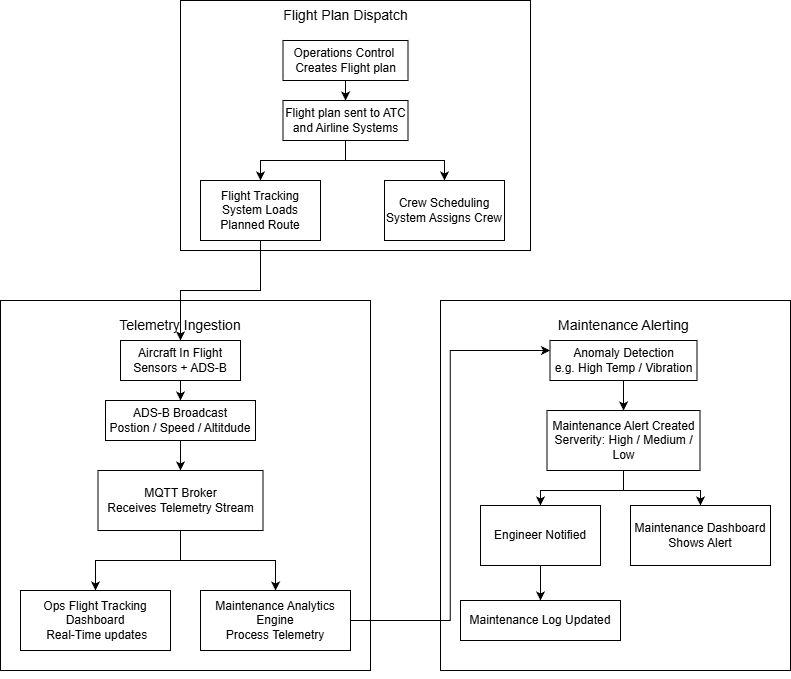 Flight Plan Dispatch
Operations Control
Creates Flight plan
Flight plan sent to ATC
and Airline Systems
Flight Tracking
System Loads
Planned Route
Crew Scheduling
System Assigns Crew
Telemetry Ingestion
Aircraft In Flight
Sensors + ADS-B
ADS-B Broadcast
Postion / Speed / Altitdude
MQTT Broker
Receives Telemetry Stream
Ops Flight Tracking
Dashboard
Real-Time updates
Maintenance Analytics
Engine
Process Telemetry
Maintenance Alerting
Anomaly Detection
e.g. High Temp / Vibration
Maintenance Alert Created
Serverity: High / Medium /
Low
Engineer Notified
Maintenance Dashboard
Shows Alert
Maintenance Log Updated